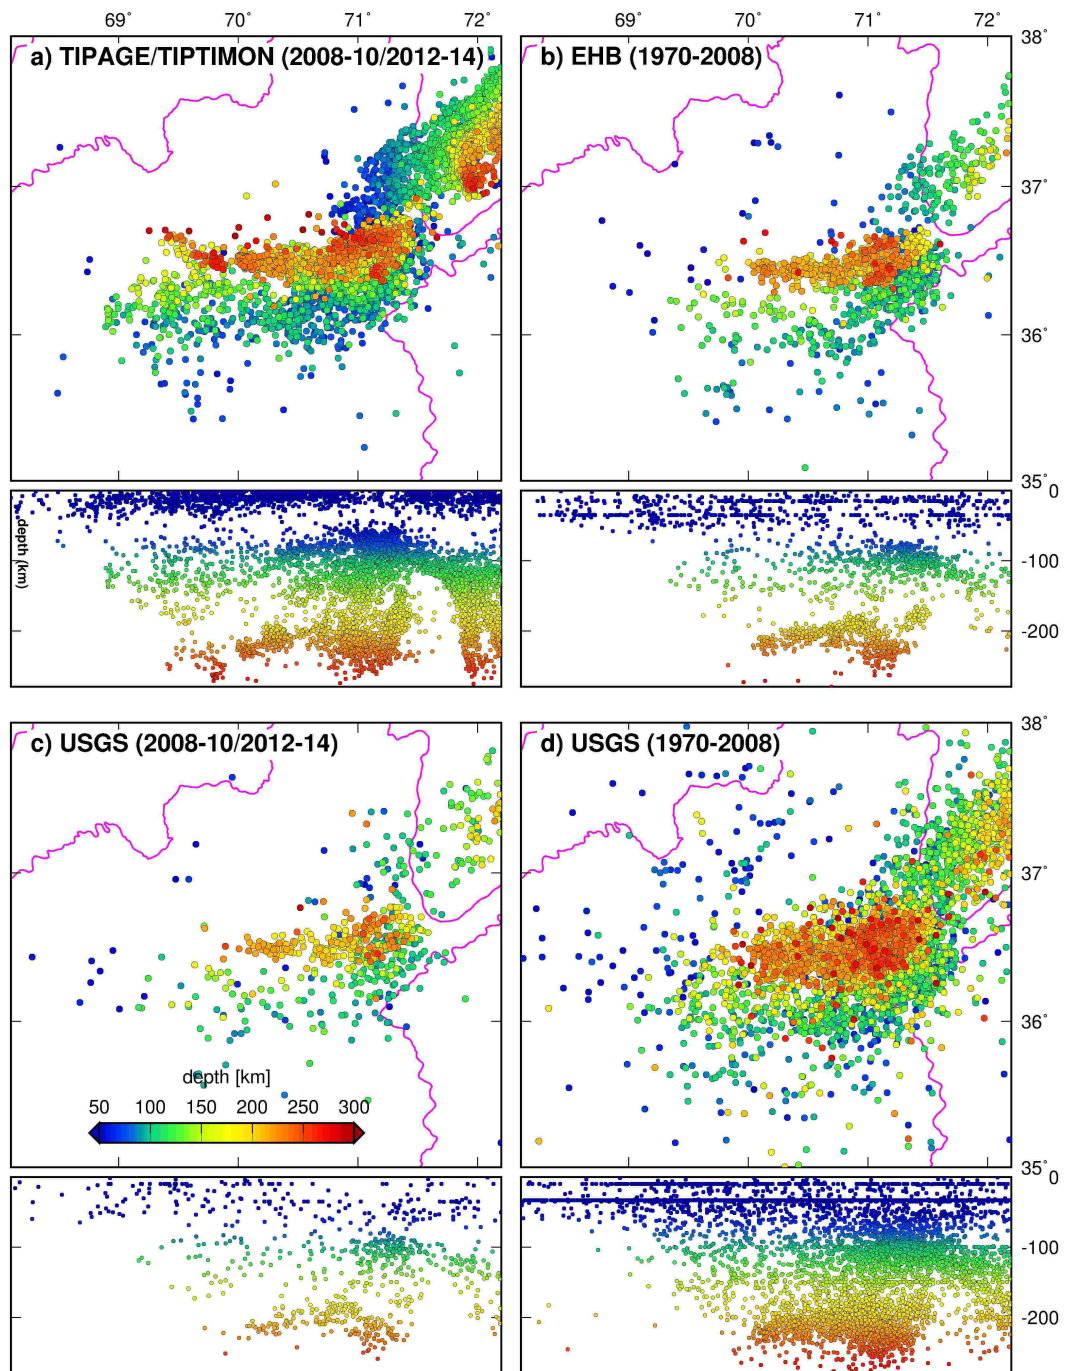 69° 70° 71° 72° 69° 70° 71° 72°
a) TIPAGE/TIPTIMON (2008-10/2012-14) b) EHB (1970-2008)
38°
37°
36°
35°
depth (km)
0
-100
-200
c) USGS (2008-10/2012-14) d) USGS (1970-2008)
38°
37°
36°
depth [km]
50 100 150 200 250 300
35°
0
-100
-200